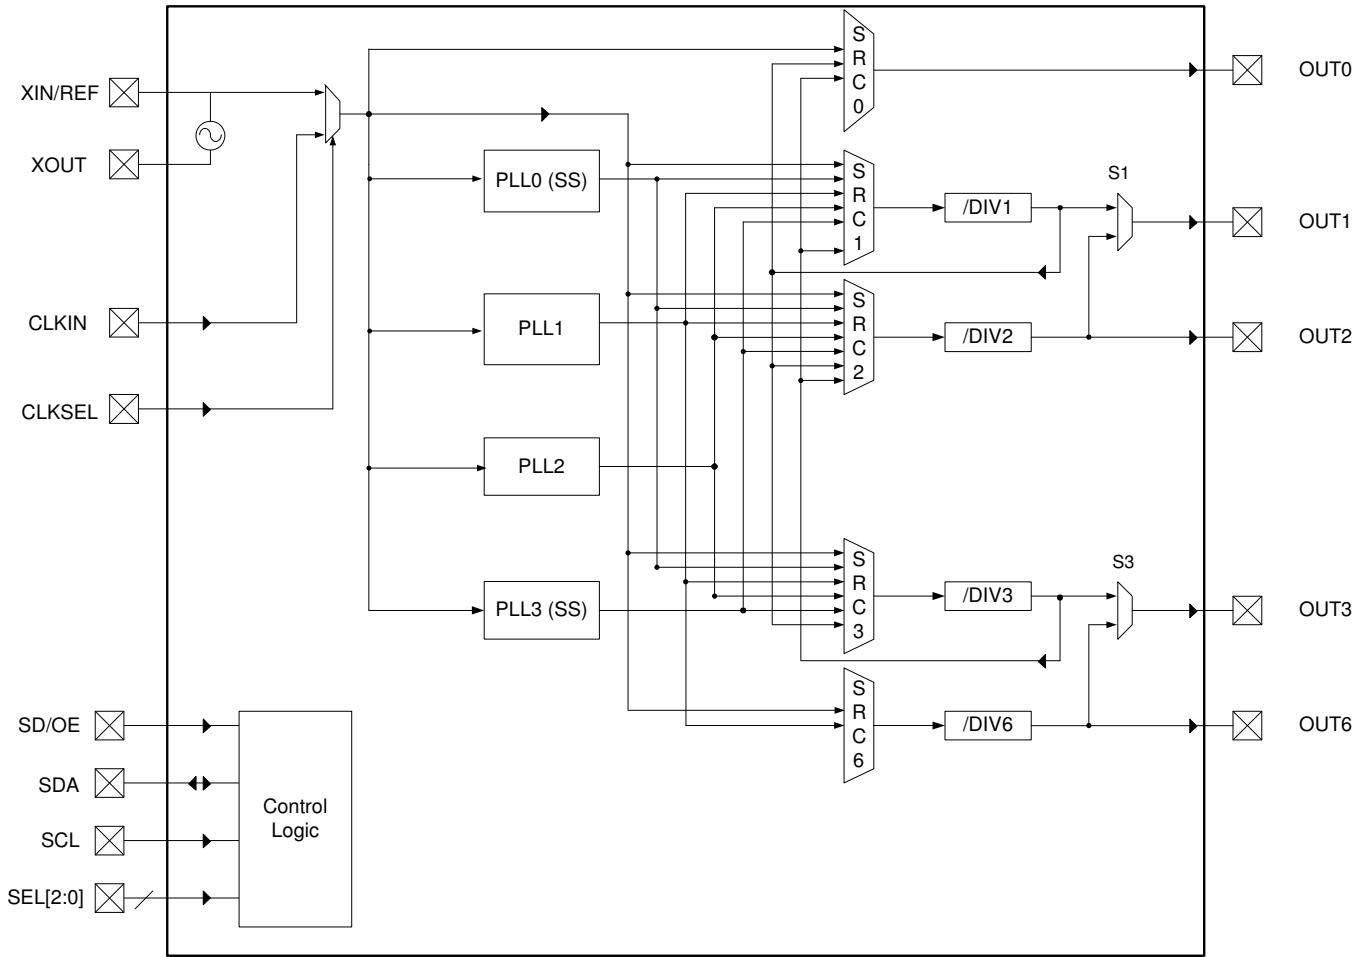 S
R
C
0
OUT0
XIN/REF
XOUT
PLL0 (SS)
S
R
C
1
/DIV1
S1
OUT1
CLKIN
PLL1
S
R
C
2
/DIV2
OUT2
CLKSEL
PLL2
PLL3 (SS)
S
R
C
3
/DIV3
S3
OUT3
S
R
C
6
/DIV6
OUT6
SD/OE
SDA
SCL
SEL[2:0]
Control
Logic